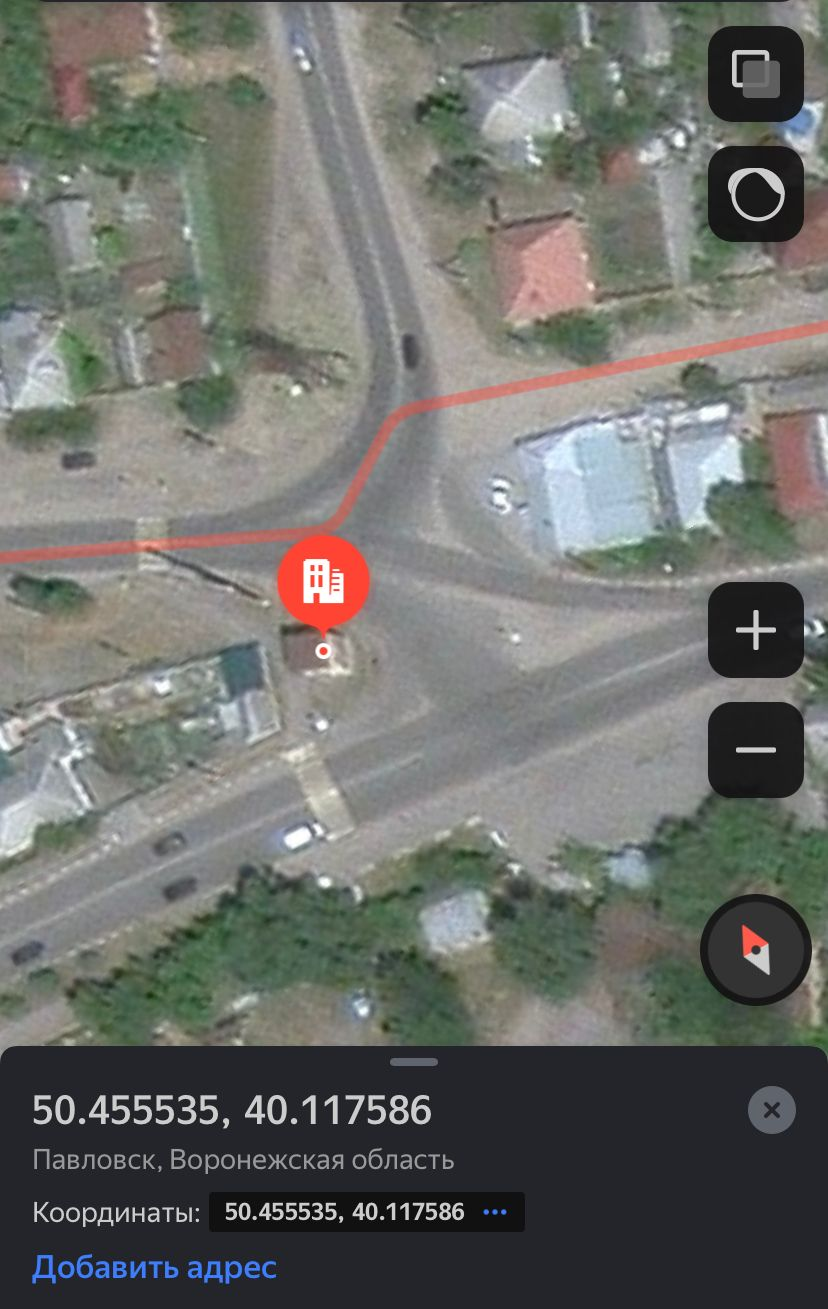 50.455535, 40.117586
Павловск, Воронежская область
Координаты: 50.455535, 40.117586 •••
Добавить адрес